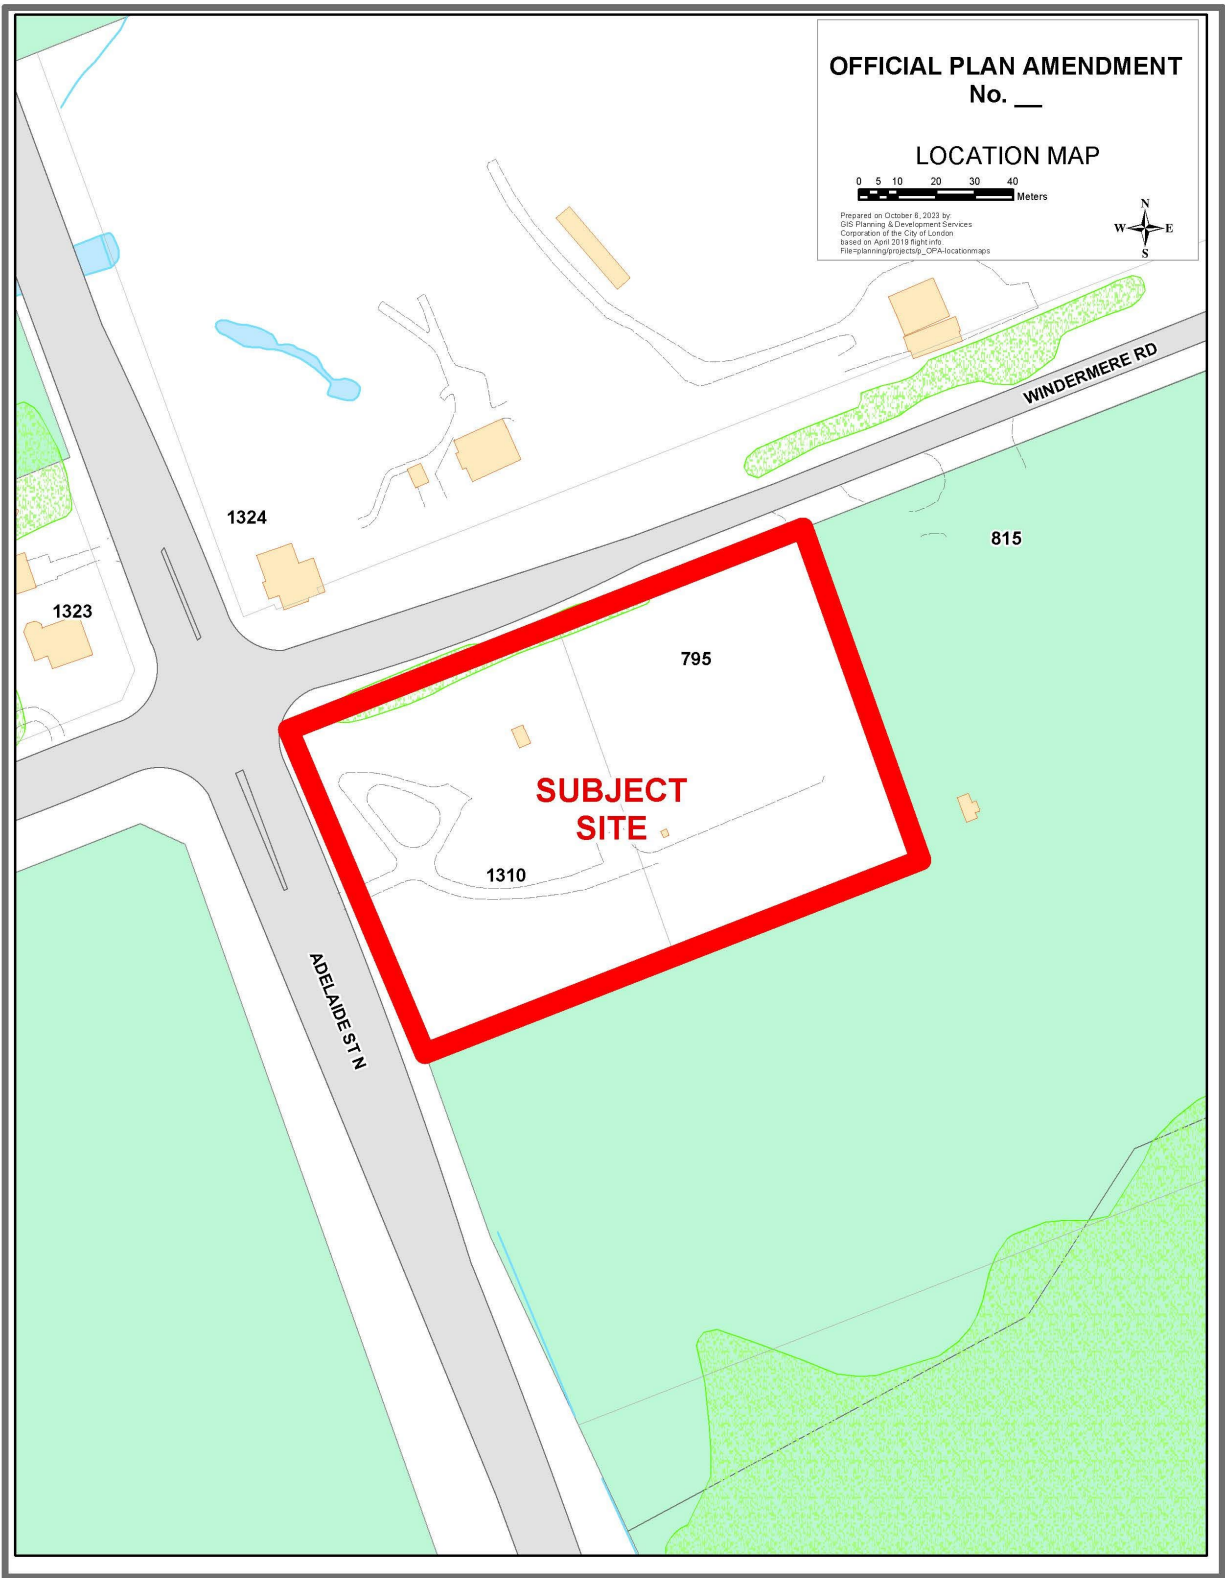 OFFICIAL PLAN AMENDMENT
No. __
LOCATION MAP
0 5 10 20 30 40
Meters
Prepared on October 6, 2023 by
GIS Planning & Development Services
Corporation of the City of London
based on April 2019 flight info.
File=planning/projects/p_OPA-locationmaps
N
W E
S
WINDERMERE RD
1324
815
1323
795
SUBJECT
SITE
1310
ADELAIDE ST N